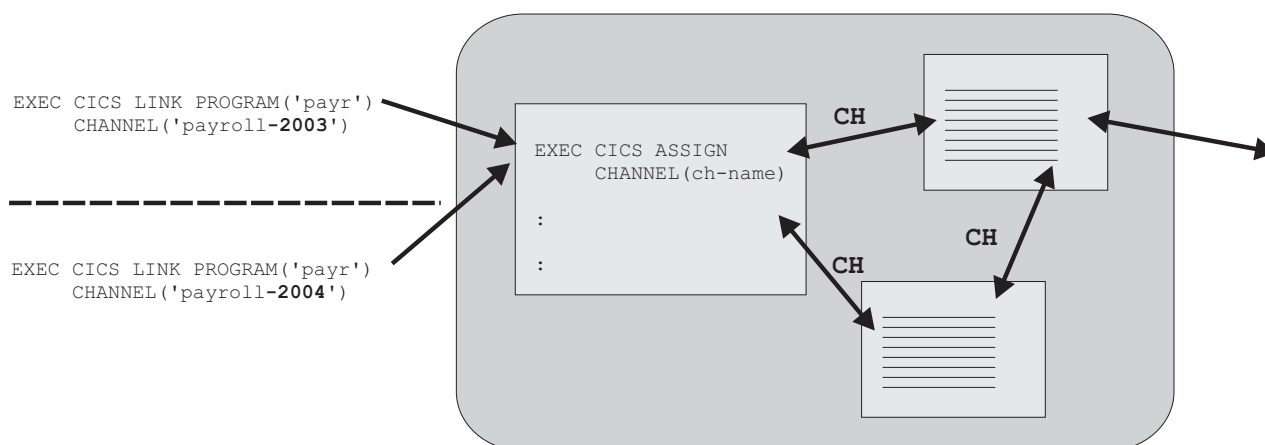 EXEC CICS LINK PROGRAM('payr')
CHANNEL('payroll-2003')
EXEC CICS LINK PROGRAM('payr')
CHANNEL('payroll-2004')
EXEC CICS ASSIGN
CHANNEL(ch-name)
:
:
CH
CH
CH